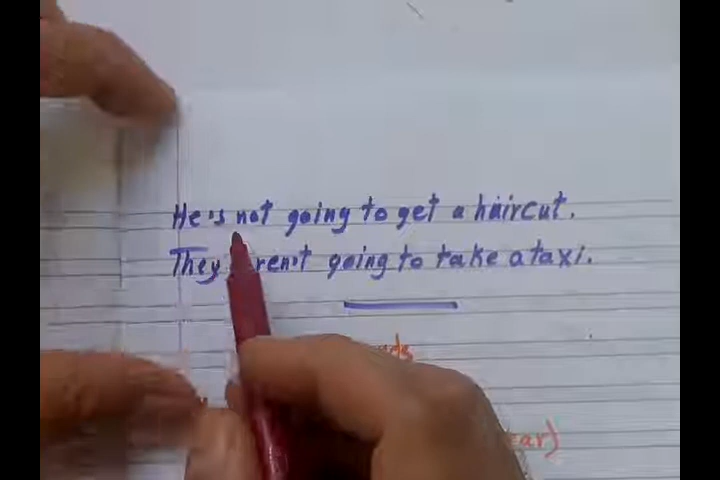 He's not going to get a haircut.
They aren't going to take a taxi.